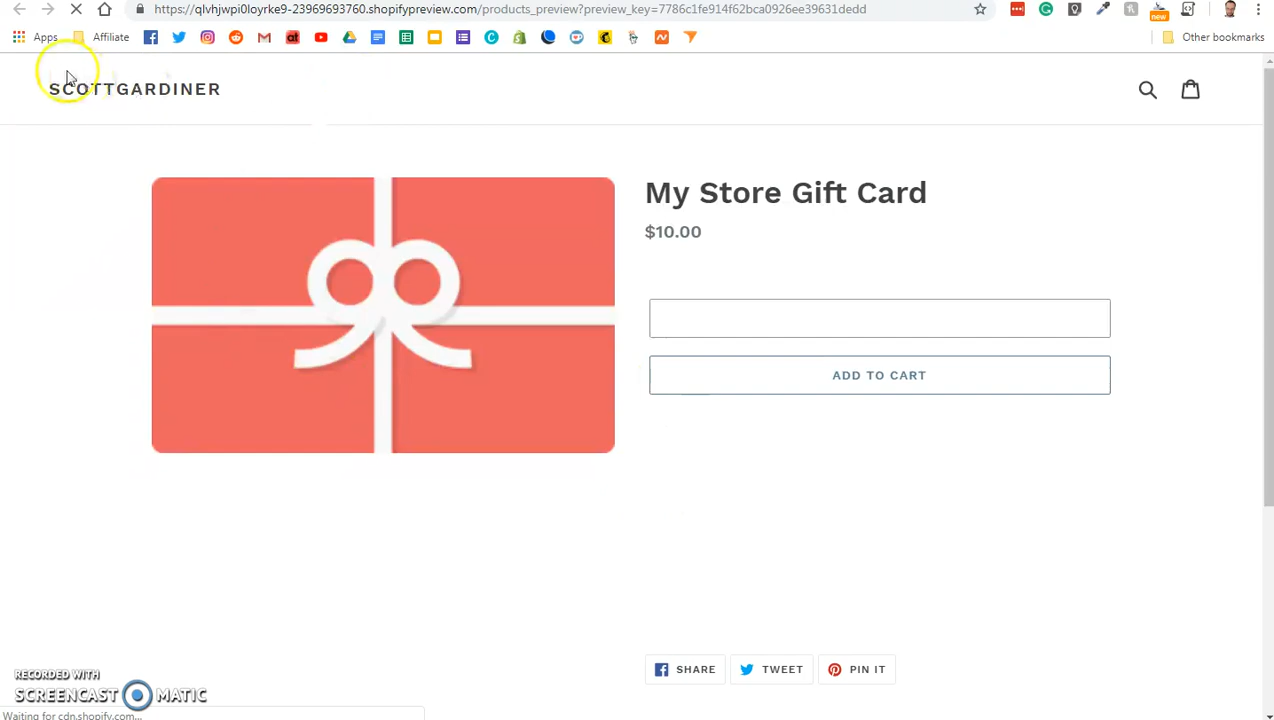 https://qlvhjwpi0loyrke9-23969693760.shopifypreview.com/products_preview?preview_key=7786c1fe914f62bca0926ee39631dedd
new
Apps
Affiliate
Other bookmarks
SCOTTGARDINER
My Store Gift Card
$10.00
ADD TO CART
SHARE
TWEET
PIN IT
RECORDED WITH
SCREENCAST MATIC
Waiting for cdn.shopify.com...